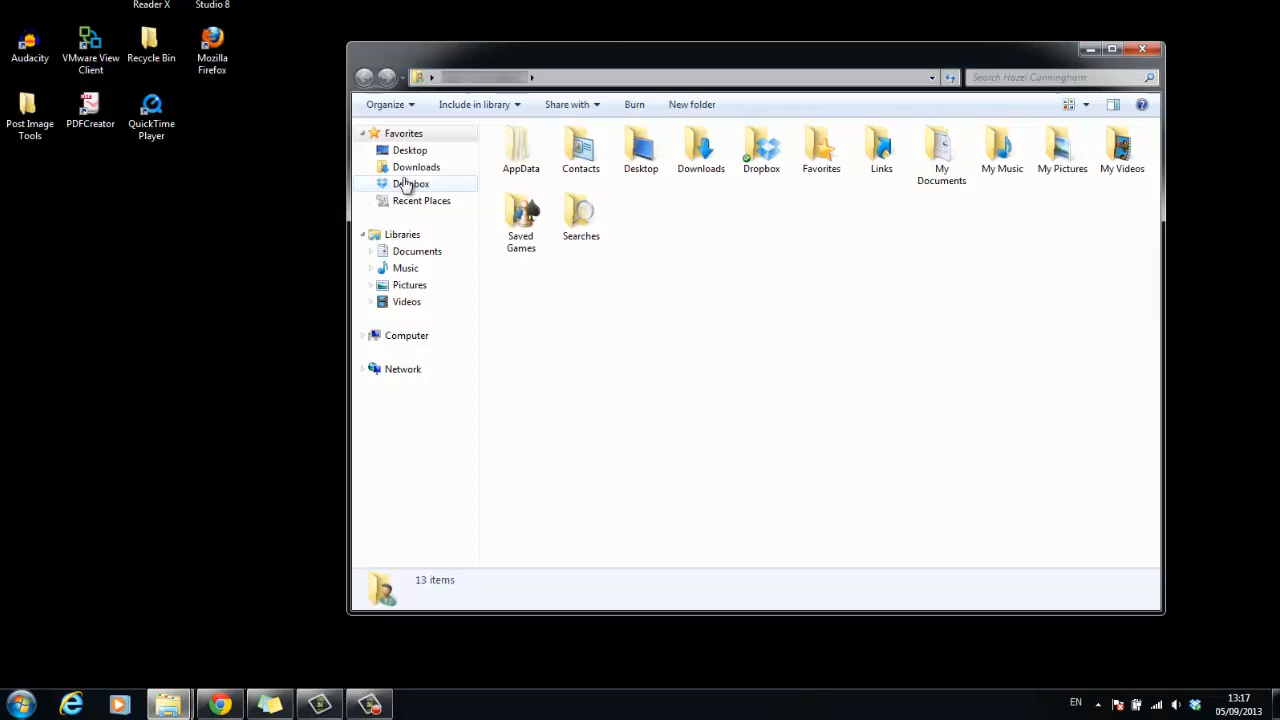 Reader X
Studio 8
Audacity
VMware View
Client
Recycle Bin
Mozilla
Firefox
Post Image
Tools
PDFCreator
QuickTime
Player
Search Hazel Cunningham
Organize
Include in library
Share with
Burn
New folder
Favorites
Desktop
Downloads
Dropbox
Recent Places
Libraries
Documents
Music
Pictures
Videos
Computer
Network
AppData
Contacts
Desktop
Downloads
Dropbox
Favorites
Links
My
Documents
My Music
My Pictures
My Videos
Saved
Games
Searches
13 items
EN
13:17
05/09/2013